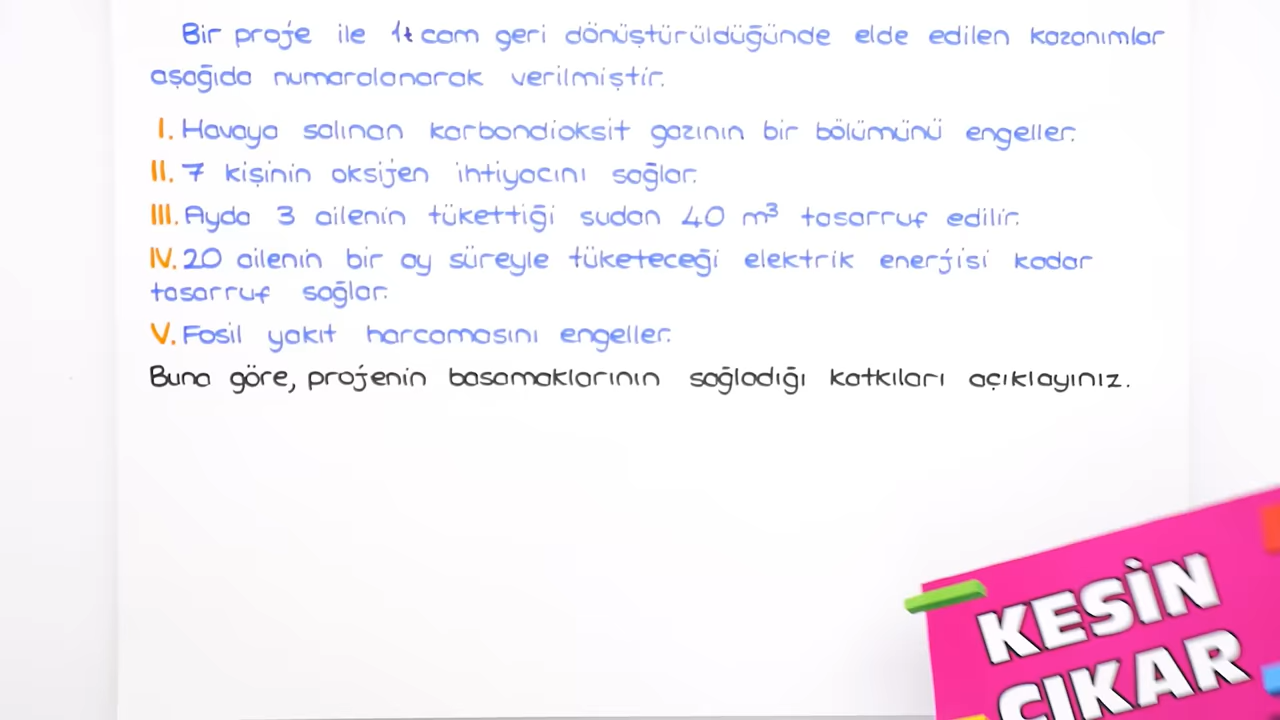 Bir proje ile 1t cam geri dönüştürüldüğünde elde edilen kazanımlar
aşağıda numaralanarak verilmiştir.
I. Havaya salınan karbondioksit gazının bir bölümünü engeller.
II. 7 kişinin oksijen ihtiyacını sağlar.
III. Ayda 3 ailenin tükettiği sudan 40 m³ tasarruf edilir.
IV. 20 ailenin bir ay süreyle tüketeceği elektrik enerjisi kadar
tasarruf sağlar.
V. Fosil yakıt harcamasını engeller.
Buna göre, projenin basamaklarının sağladığı katkıları açıklayınız.
KESİN
ÇIKAR